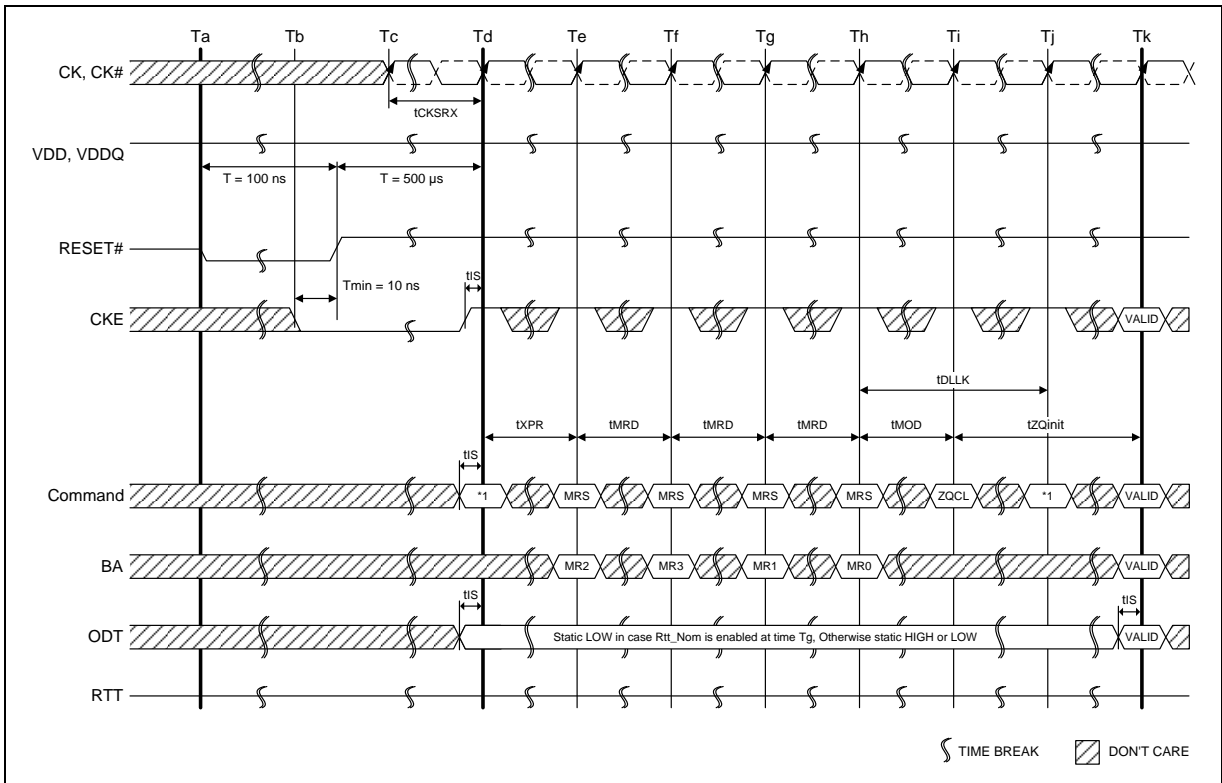 Ta Tb Tc Td Te Tf Tg Th Ti Tj Tk
CK, CK#
tCKSRX
VDD, VDDQ
T = 100 ns T = 500 µs
RESET#
Tmin = 10 ns
tIS
CKE
VALID
tDLLK
tXPR tMRD tMRD tMRD tMOD tZQinit
tIS
Command
*1 MRS MRS MRS MRS ZQCL *1 VALID
BA
MR2 MR3 MR1 MR0 VALID
tIS tIS
ODT
Static LOW in case Rtt_Nom is enabled at time Tg, Otherwise static HIGH or LOW VALID
RTT
TIME BREAK DON'T CARE